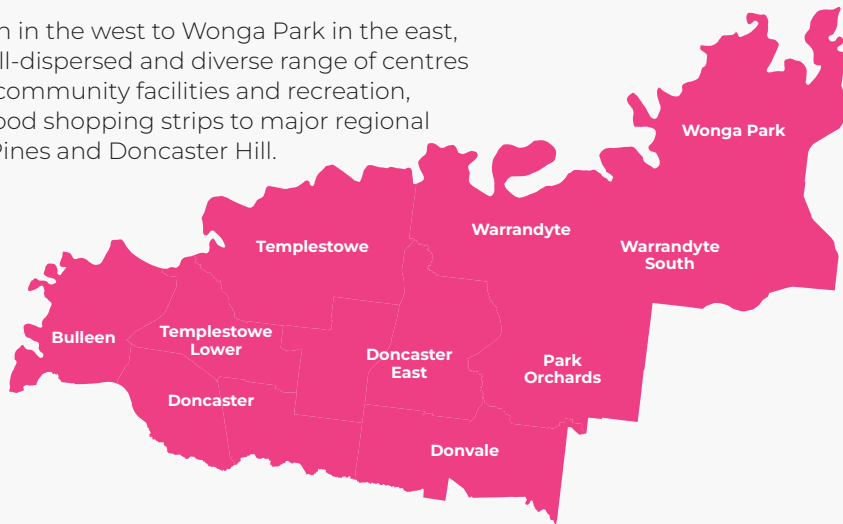 in the west to Wonga Park in the east,
-dispersed and diverse range of centres
community facilities and recreation,
shopping strips to major regional
Pines and Doncaster Hill.
Wonga Park
Warrandyte
Warrandyte
South
Templestowe
Bulleen
Templestowe
Lower
Doncaster
East
Park
Orchards
Doncaster
Donvale